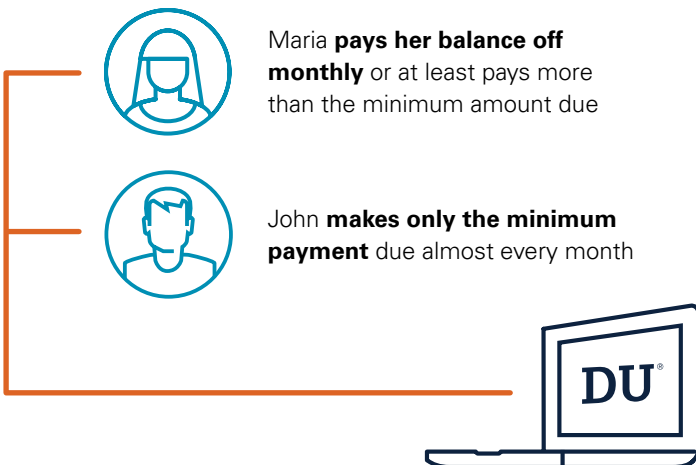 Maria pays her balance off
monthly or at least pays more
than the minimum amount due
John makes only the minimum
payment due almost every month
DU®